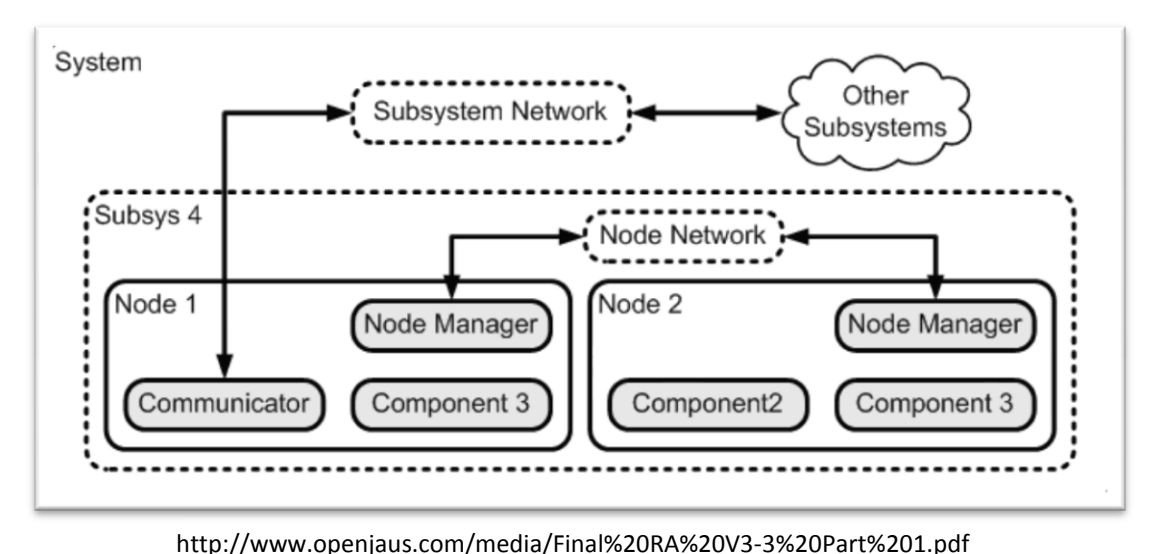 System
Subsystem Network
Other
Subsystems
Subsys 4
Node Network
Node 1
Node Manager
Communicator
Component 3
Node 2
Node Manager
Component2
Component 3
http://www.openjaus.com/media/Final%20RA%20V3-3%20Part%201.pdf